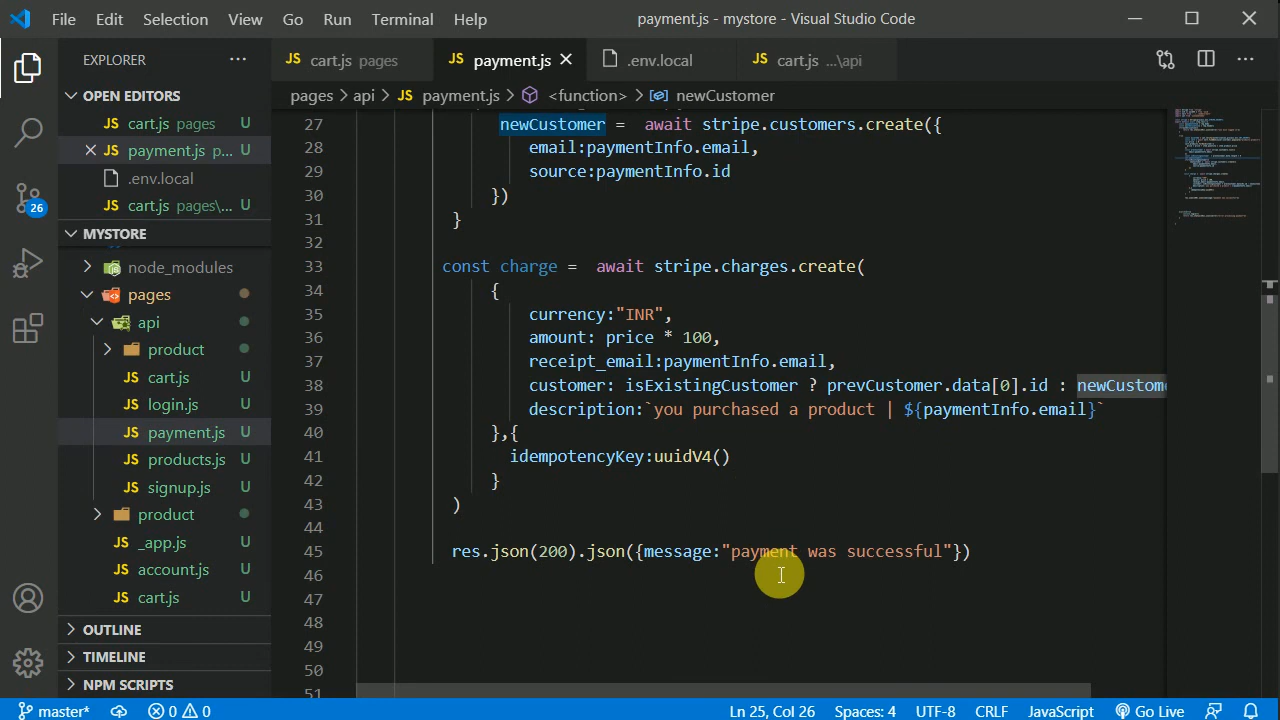 File Edit Selection View Go Run Terminal Help payment.js - mystore - Visual Studio Code
EXPLORER
JS cart.js pages
JS payment.js
.env.local
JS cart.js ...\api
pages > api > JS payment.js > <function> > newCustomer
OPEN EDITORS
JS cart.js pages U
JS payment.js p... U
.env.local
JS cart.js pages\... U
MYSTORE
node_modules
pages
api
product
JS cart.js U
JS login.js U
JS payment.js U
JS products.js U
JS signup.js U
product
JS _app.js U
JS account.js U
JS cart.js U
OUTLINE
TIMELINE
NPM SCRIPTS
26
27 newCustomer = await stripe.customers.create({
28 email:paymentInfo.email,
29 source:paymentInfo.id
30 })
31 }
32
33 const charge = await stripe.charges.create(
34 {
35 currency:"INR",
36 amount: price * 100,
37 receipt_email:paymentInfo.email,
38 customer: isExistingCustomer ? prevCustomer.data[0].id : newCustome
39 description:`you purchased a product | ${paymentInfo.email}`
40 },{
41 idempotencyKey:uuidV4()
42 }
43 )
44
45 res.json(200).json({message:"payment was successful"})
46
47
48
49
50
51
master* 0 0 Ln 25, Col 26 Spaces: 4 UTF-8 CRLF JavaScript Go Live